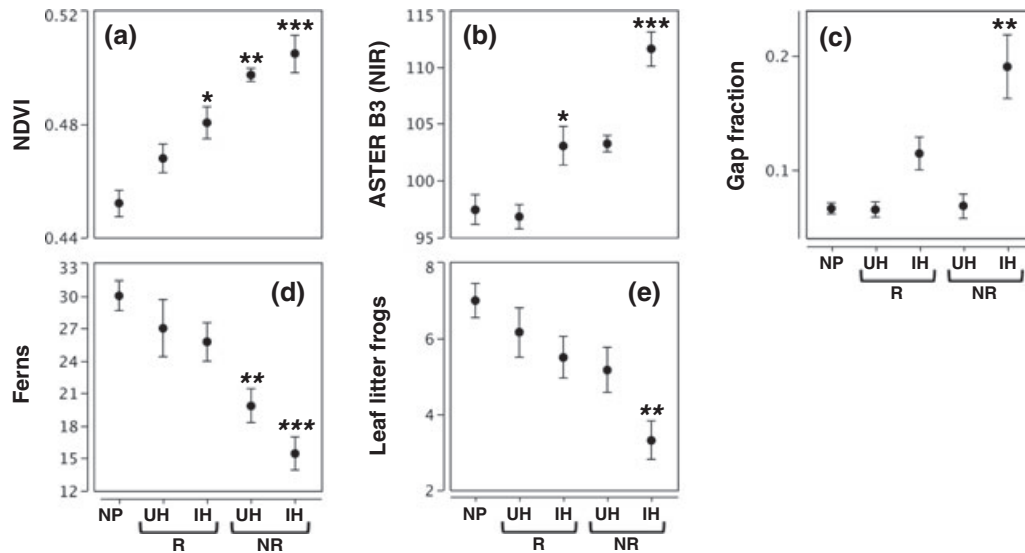 (a)
NDVI
0.52
0.48
0.44
*
**
***
(b)
ASTER B3 (NIR)
115
110
105
100
95
*
***
(c)
Gap fraction
0.2
0.1
**
NP UH IH UH IH
R NR
(d)
Ferns
33
30
27
24
21
18
15
12
**
***
NP UH IH UH IH
R NR
(e)
Leaf litter frogs
8
6
4
2
**
NP UH IH UH IH
R NR